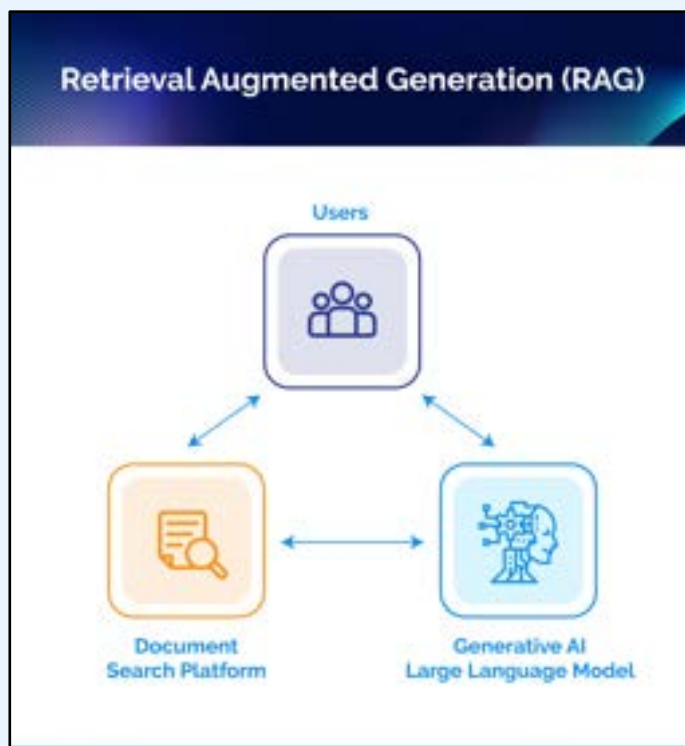 Retrieval Augmented Generation (RAG)
Users
Document
Search Platform
Generative AI
Large Language Model